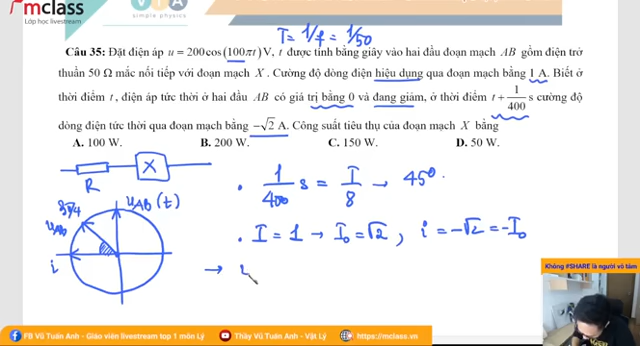 mclass
Lớp học livestream
VIA
simple physics
T = 1/f = 1/50
Câu 35: Đặt điện áp u = 200cos(100πt) V, t được tính bằng giây vào hai đầu đoạn mạch AB gồm điện trở
thuần 50 Ω mắc nối tiếp với đoạn mạch X. Cường độ dòng điện hiệu dụng qua đoạn mạch bằng 1 A. Biết ở
thời điểm t, điện áp tức thời ở hai đầu AB có giá trị bằng 0 và đang giảm, ở thời điểm t + 1/400 s cường độ
dòng điện tức thời qua đoạn mạch bằng −√2 A. Công suất tiêu thụ của đoạn mạch X bằng
A. 100 W. B. 200 W. C. 150 W. D. 50 W.
R X
• 1/400 s = T/8 → 45°.
3π/4 u_AB (t)
u_AB
• I = 1 → I₀ = √2, i = −√2 = −I₀
i
→
Không #SHARE là người vô tâm
FB Vũ Tuấn Anh - Giáo viên livestream top 1 môn Lý Thầy Vũ Tuấn Anh - Vật Lý https://mclass.vn